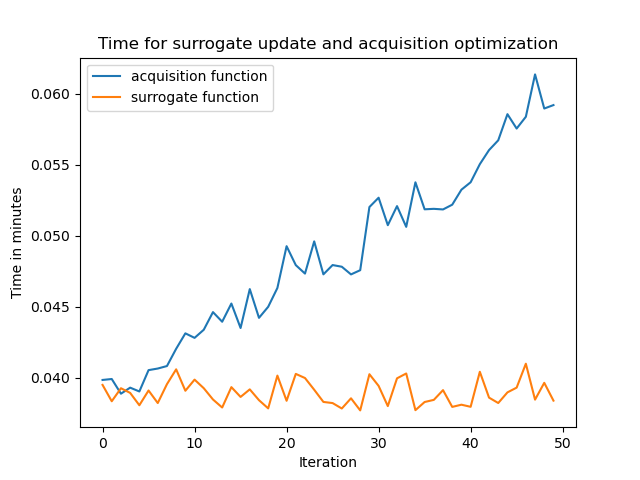 Time for surrogate update and acquisition optimization
acquisition function
surrogate function
0.060
0.055
0.050
0.045
0.040
Time in minutes
0 10 20 30 40 50
Iteration